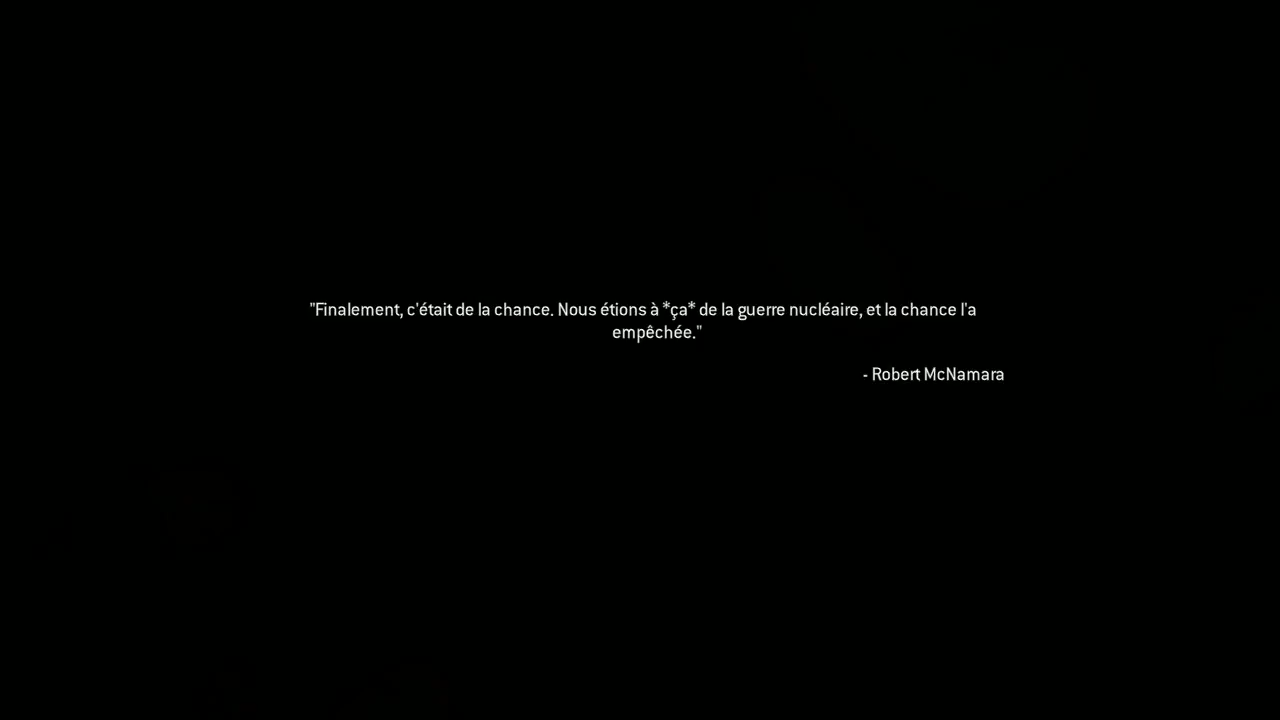 "Finalement, c'était de la chance. Nous étions à *ça* de la guerre nucléaire, et la chance l'a
empêchée."
- Robert McNamara